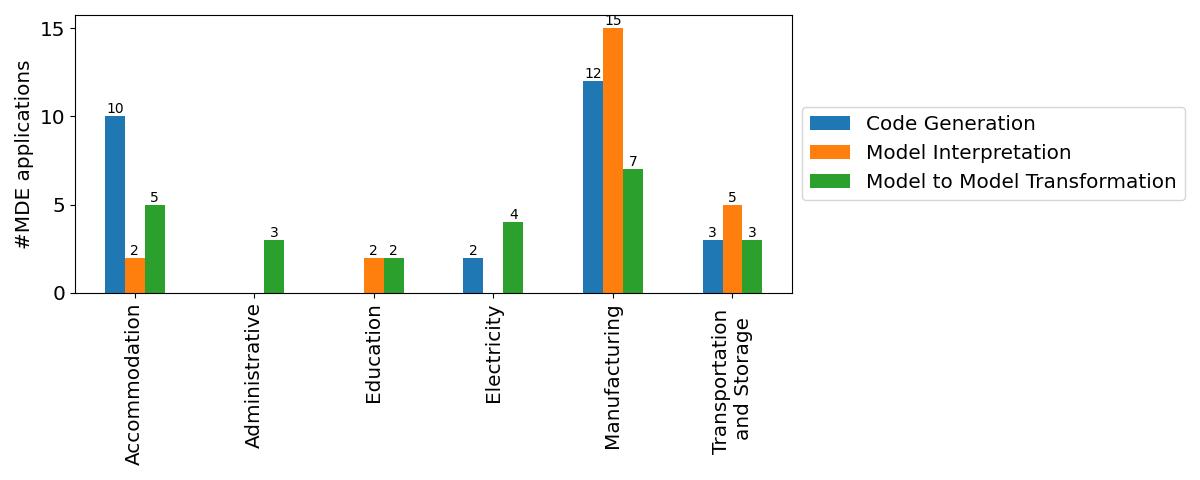 #MDE applications
15
10
5
0
10
2
5
3
2
2
2
4
12
15
7
3
5
3
Accommodation
Administrative
Education
Electricity
Manufacturing
Transportation
and Storage
Code Generation
Model Interpretation
Model to Model Transformation